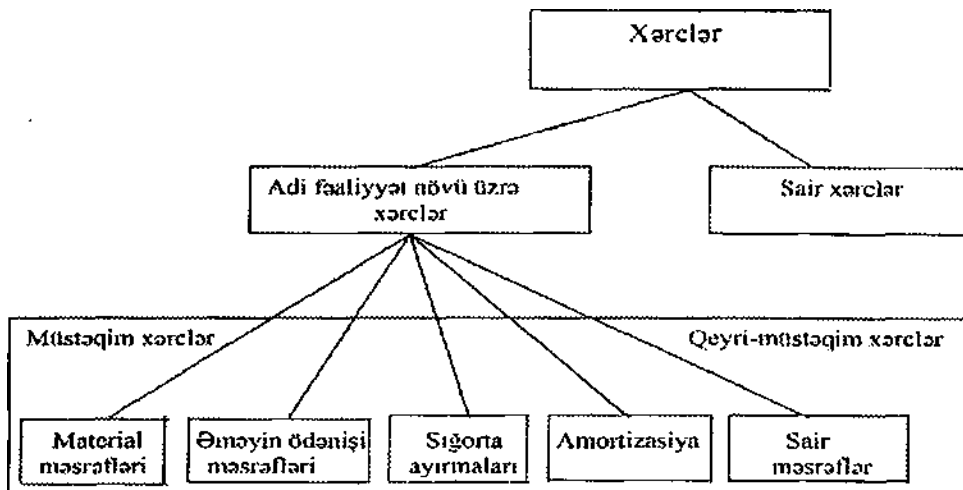 Xərclər
Adi fəaliyyət növü üzrə
xərclər
Sair xərclər
Müstəqim xərclər
Qeyri-müstəqim xərclər
Material
məsrəfləri
Əməyin ödənişi
məsrəfləri
Sığorta
ayırmaları
Amortizasiya
Sair
məsrəflər